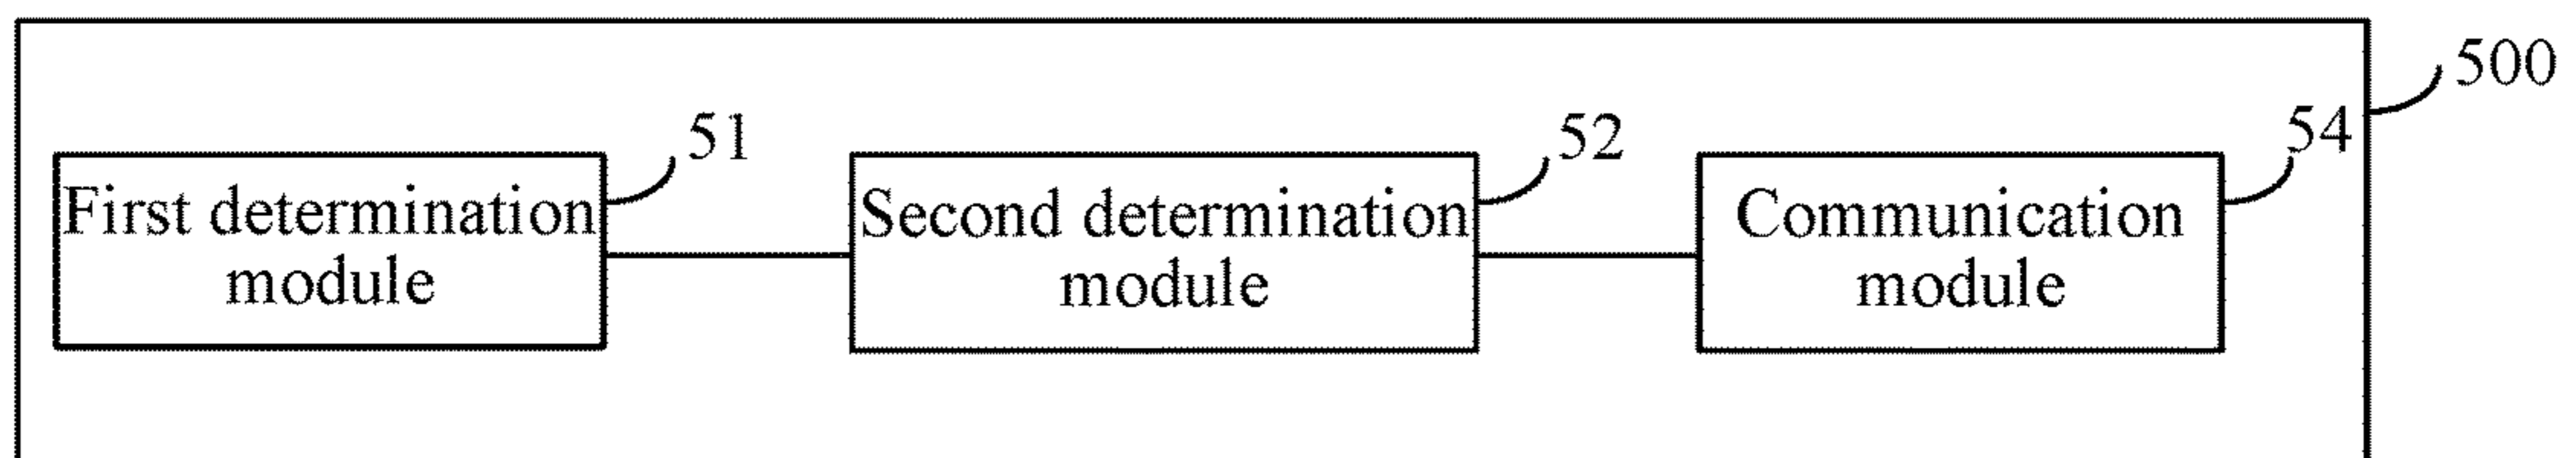 500
51
52
54
First determination
module
Second determination
module
Communication
module